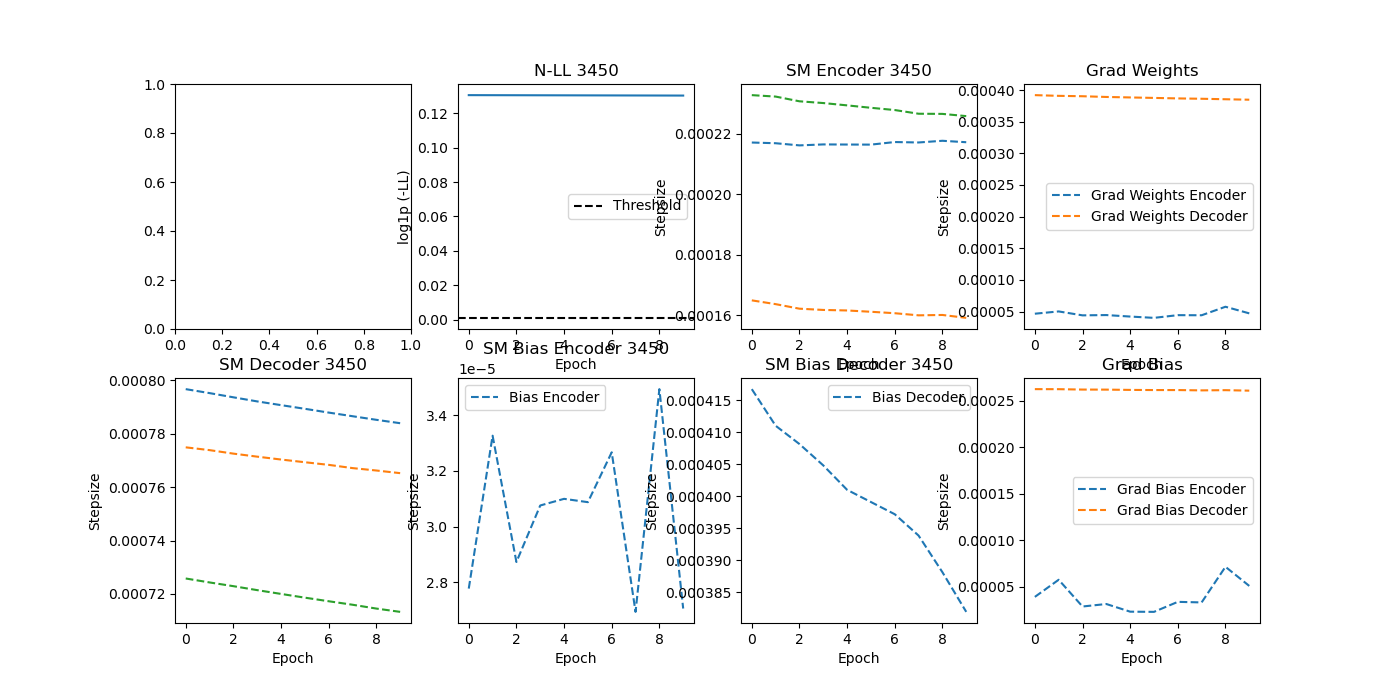 N-LL 3450
SM Encoder 3450
Grad Weights
1.0
0.8
0.6
0.4
0.2
0.0
0.0 0.2 0.4 0.6 0.8 1.0
log1p (-LL)
0.12
0.10
0.08
0.06
0.04
0.02
0.00
Threshold
0 2 4 6 8
Epoch
Stepsize
0.00022
0.00020
0.00018
0.00016
0 2 4 6 8
Epoch
Stepsize
0.00040
0.00035
0.00030
0.00025
0.00020
0.00015
0.00010
0.00005
Grad Weights Encoder
Grad Weights Decoder
0 2 4 6 8
Epoch
SM Decoder 3450
SM Bias Encoder 3450
SM Bias Decoder 3450
Grad Bias
Stepsize
0.00080
0.00078
0.00076
0.00074
0.00072
0 2 4 6 8
Epoch
Stepsize
1e−5
3.4
3.2
3.0
2.8
Bias Encoder
0 2 4 6 8
Epoch
Stepsize
0.000415
0.000410
0.000405
0.000400
0.000395
0.000390
0.000385
Bias Decoder
0 2 4 6 8
Epoch
Stepsize
0.00025
0.00020
0.00015
0.00010
0.00005
Grad Bias Encoder
Grad Bias Decoder
0 2 4 6 8
Epoch